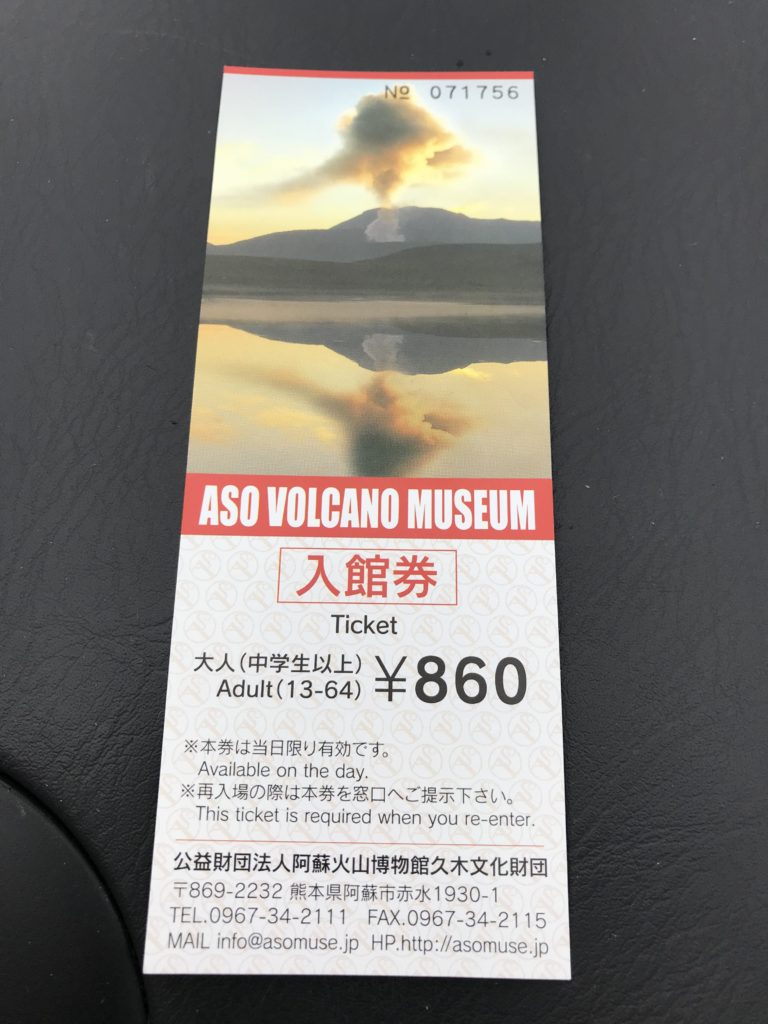 № 071756
ASO VOLCANO MUSEUM
入館券
Ticket
大人(中学生以上)
Adult(13-64)
¥860
※本券は当日限り有効です。
Available on the day.
※再入場の際は本券を窓口へご提示下さい。
This ticket is required when you re-enter.
公益財団法人阿蘇火山博物館久木文化財団
〒869-2232 熊本県阿蘇市赤水1930-1
TEL.0967-34-2111 FAX.0967-34-2115
MAIL info@asomuse.jp HP.http://asomuse.jp